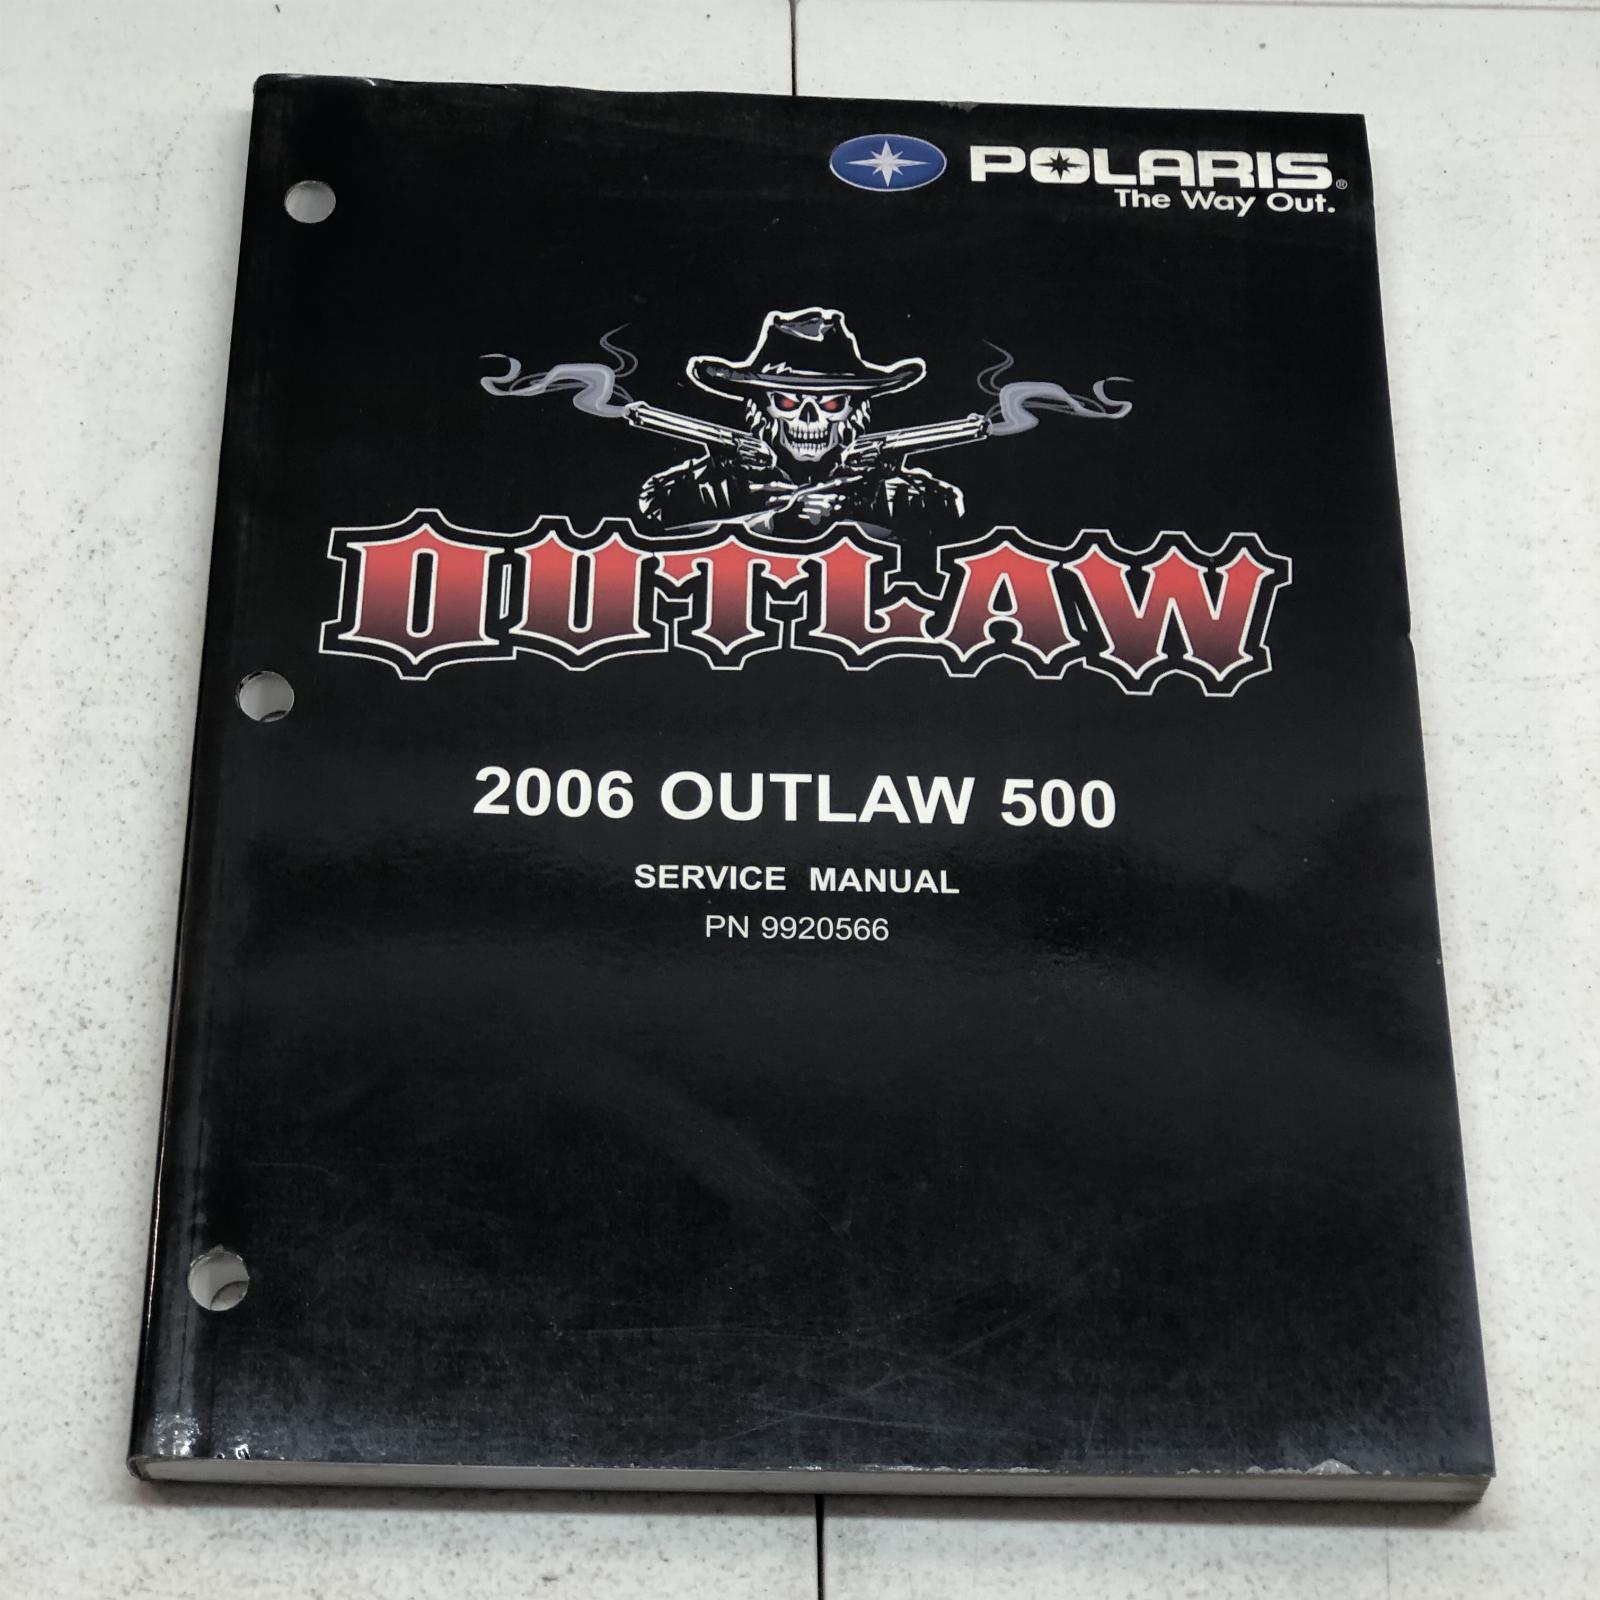 POLARIS®
The Way Out.
OUTLAW
2006 OUTLAW 500
SERVICE MANUAL
PN 9920566